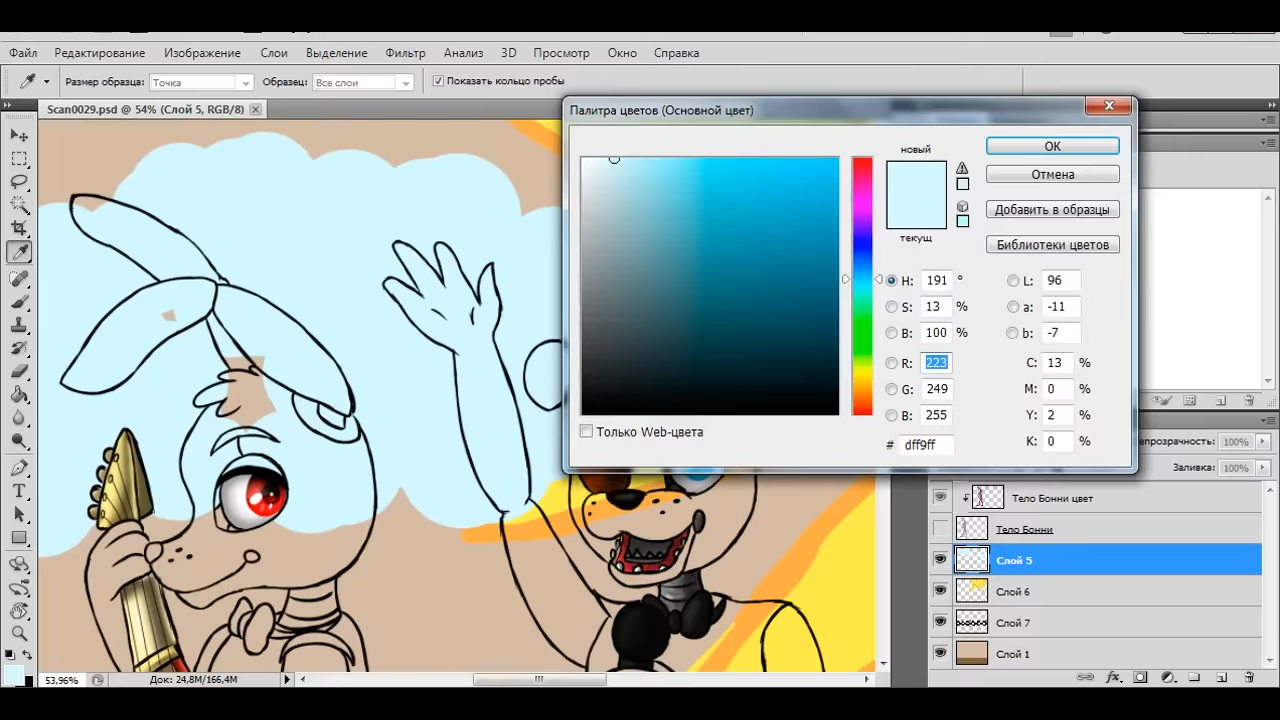 Файл Редактирование Изображение Слои Выделение Фильтр Анализ 3D Просмотр Окно Справка
Размер образца: Точка Образец: Все слои Показать кольцо пробы
Scan0029.psd @ 54% (Слой 5, RGB/8)
Палитра цветов (Основной цвет)
новый
текущ
ОК
Отмена
Добавить в образцы
Библиотеки цветов
H: 191 ° L: 96
S: 13 % a: -11
B: 100 % b: -7
R: 223 C: 13 %
G: 249 M: 0 %
B: 255 Y: 2 %
# dff9ff K: 0 %
Только Web-цвета
епрозрачность: 100%
Заливка: 100%
Тело Бонни цвет
Тело Бонни
Слой 5
Слой 6
Слой 7
Слой 1
53,96% Док: 24,8M/166,4M